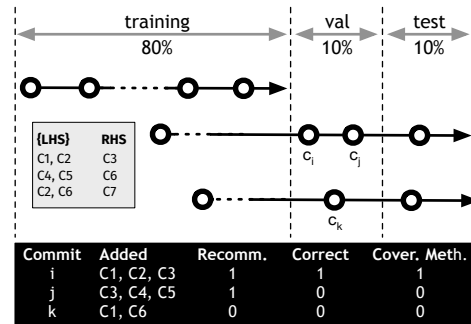 training val test
80% 10% 10%
{LHS} RHS
C1, C2 C3
C4, C5 C6
C2, C6 C7
ci cj
ck
Commit Added Recomm. Correct Cover. Meth.
i C1, C2, C3 1 1 1
j C3, C4, C5 1 0 0
k C1, C6 0 0 0